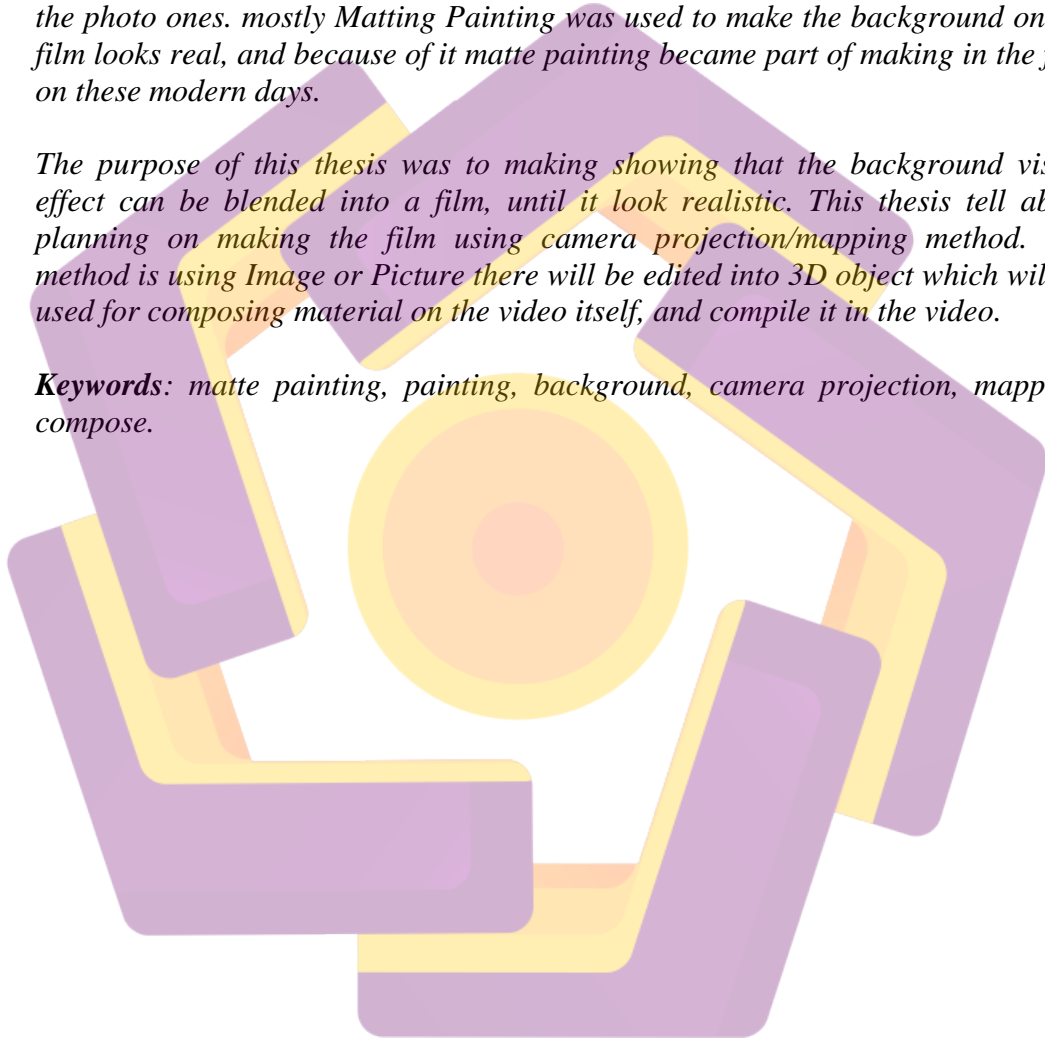 the photo ones. mostly Matting Painting was used to make the background on
film looks real, and because of it matte painting became part of making in the
on these modern days.
The purpose of this thesis was to making showing that the background
effect can be blended into a film, until it look realistic. This thesis tell
planning on making the film using camera projection/mapping method.
method is using Image or Picture there will be edited into 3D object which will
used for composing material on the video itself, and compile it in the video.
Keywords: matte painting, painting, background, camera projection,
compose.